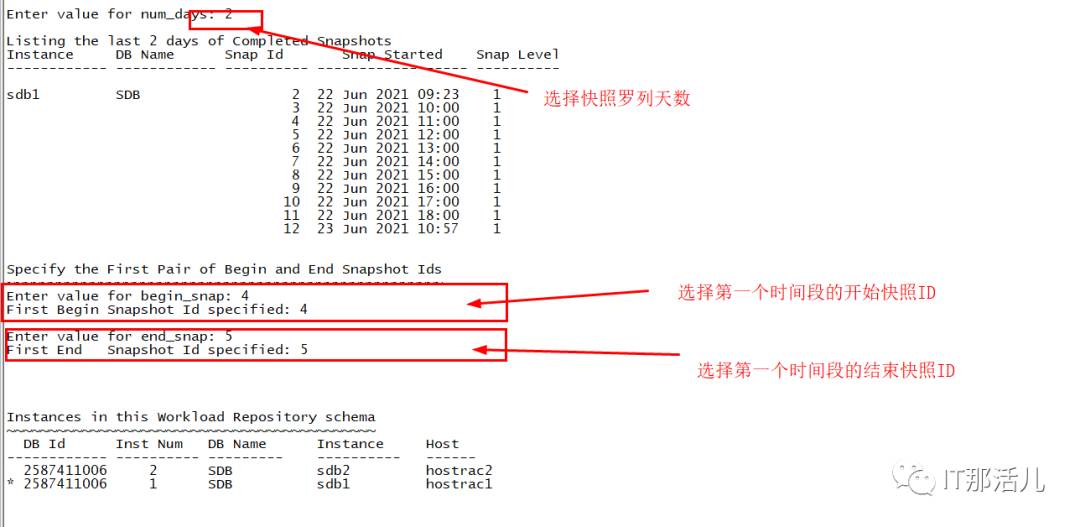 Enter value for num_days: 2
Listing the last 2 days of Completed Snapshots
Instance     DB Name      Snap Id       Snap Started    Snap Level
------------ ------------ ---------- ------------------ ----------
选择快照罗列天数
sdb1         SDB                  2  22 Jun 2021 09:23    1
3  22 Jun 2021 10:00    1
4  22 Jun 2021 11:00    1
5  22 Jun 2021 12:00    1
6  22 Jun 2021 13:00    1
7  22 Jun 2021 14:00    1
8  22 Jun 2021 15:00    1
9  22 Jun 2021 16:00    1
10  22 Jun 2021 17:00    1
11  22 Jun 2021 18:00    1
12  23 Jun 2021 10:57    1
Specify the First Pair of Begin and End Snapshot Ids
~~~~~~~~~~~~~~~~~~~~~~~~~~~~~~~~~~~~~~~~~~~~~~~~~~~~
Enter value for begin_snap: 4
First Begin Snapshot Id specified: 4
选择第一个时间段的开始快照ID
Enter value for end_snap: 5
First End   Snapshot Id specified: 5
选择第一个时间段的结束快照ID
Instances in this Workload Repository schema
~~~~~~~~~~~~~~~~~~~~~~~~~~~~~~~~~~~~~~~~~~~~
DB Id      Inst Num   DB Name      Instance     Host
------------ ---------- ---------    ----------   ------
2587411006     2      SDB          sdb2         hostrac2
* 2587411006     1      SDB          sdb1         hostrac1
IT那活儿